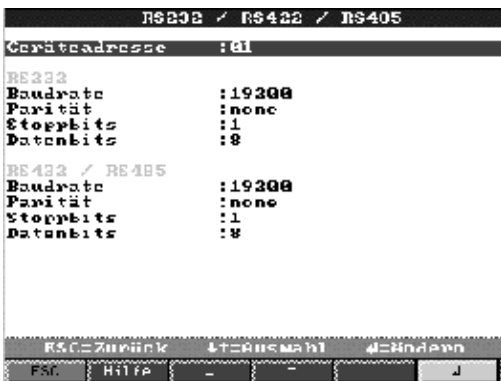 RS232 / RS422 / RS485
Geräteadresse :01
RS232
Baudrate :19200
Parität :none
Stoppbits :1
Datenbits :8
RS422 / RS485
Baudrate :19200
Parität :none
Stoppbits :1
Datenbits :8
ESC=Zurück ↓↑=Auswahl ↲=Ändern
ESC Hilfe ↲